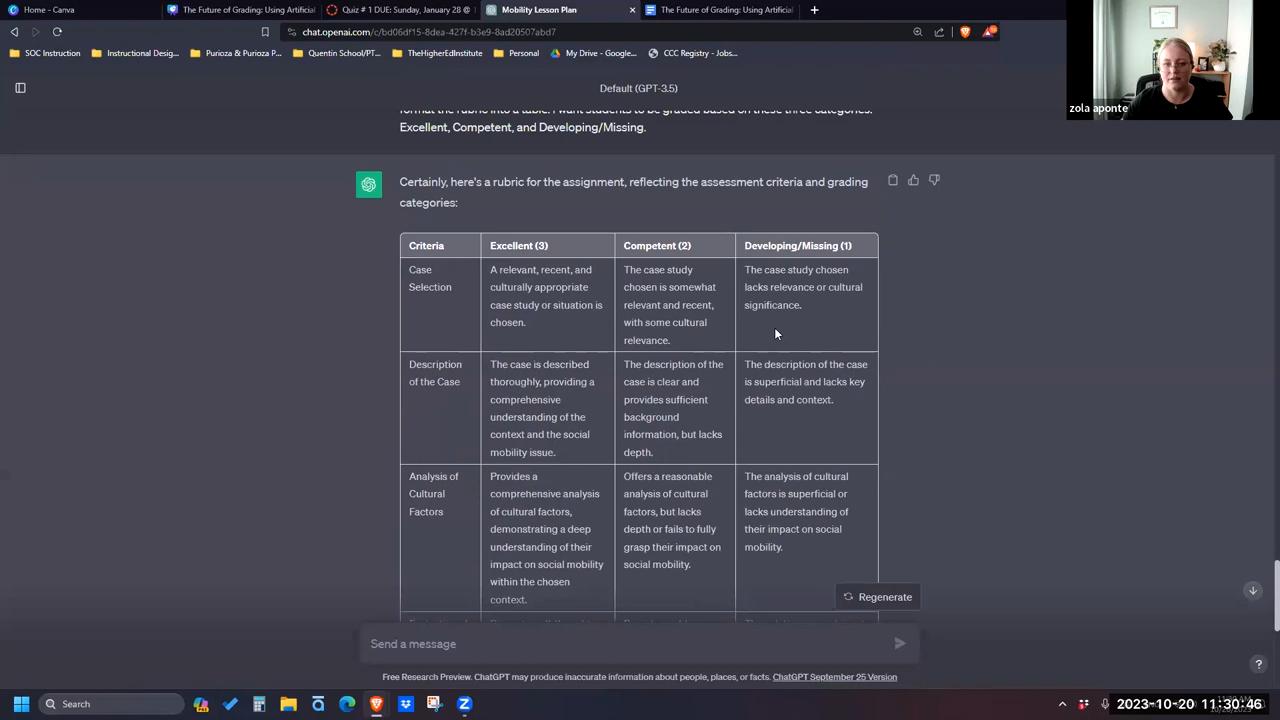 Home - Canva
The Future of Grading: Using Artificial
Quiz # 1 DUE: Sunday, January 28 @
Mobility Lesson Plan
The Future of Grading: Using Artificial
chat.openai.com/c/bd06df15-8dea-427f-b3e9-8ad20507abd7
SOC Instruction
Instructional Desig...
Purioza & Purioza P...
Quentin School/PT...
TheHigherEdInstitute
Personal
My Drive - Google...
CCC Registry - Jobs...
zola aponte
Default (GPT-3.5)
format the rubric into a table. I want students to be graded based on these three categories:
Excellent, Competent, and Developing/Missing.
Certainly, here's a rubric for the assignment, reflecting the assessment criteria and grading
categories:
Criteria
Excellent (3)
Competent (2)
Developing/Missing (1)
Case
Selection
A relevant, recent, and
culturally appropriate
case study or situation is
chosen.
The case study
chosen is somewhat
relevant and recent,
with some cultural
relevance.
The case study chosen
lacks relevance or cultural
significance.
Description
of the Case
The case is described
thoroughly, providing a
comprehensive
understanding of the
context and the social
mobility issue.
The description of the
case is clear and
provides sufficient
background
information, but lacks
depth.
The description of the case
is superficial and lacks key
details and context.
Analysis of
Cultural
Factors
Provides a
comprehensive analysis
of cultural factors,
demonstrating a deep
understanding of their
impact on social mobility
within the chosen
context.
Offers a reasonable
analysis of cultural
factors, but lacks
depth or fails to fully
grasp their impact on
social mobility.
The analysis of cultural
factors is superficial or
lacks understanding of
their impact on social
mobility.
Regenerate
Send a message
Free Research Preview. ChatGPT may produce inaccurate information about people, places, or facts. ChatGPT September 25 Version
?
Search
2023-10-20 11:30:46